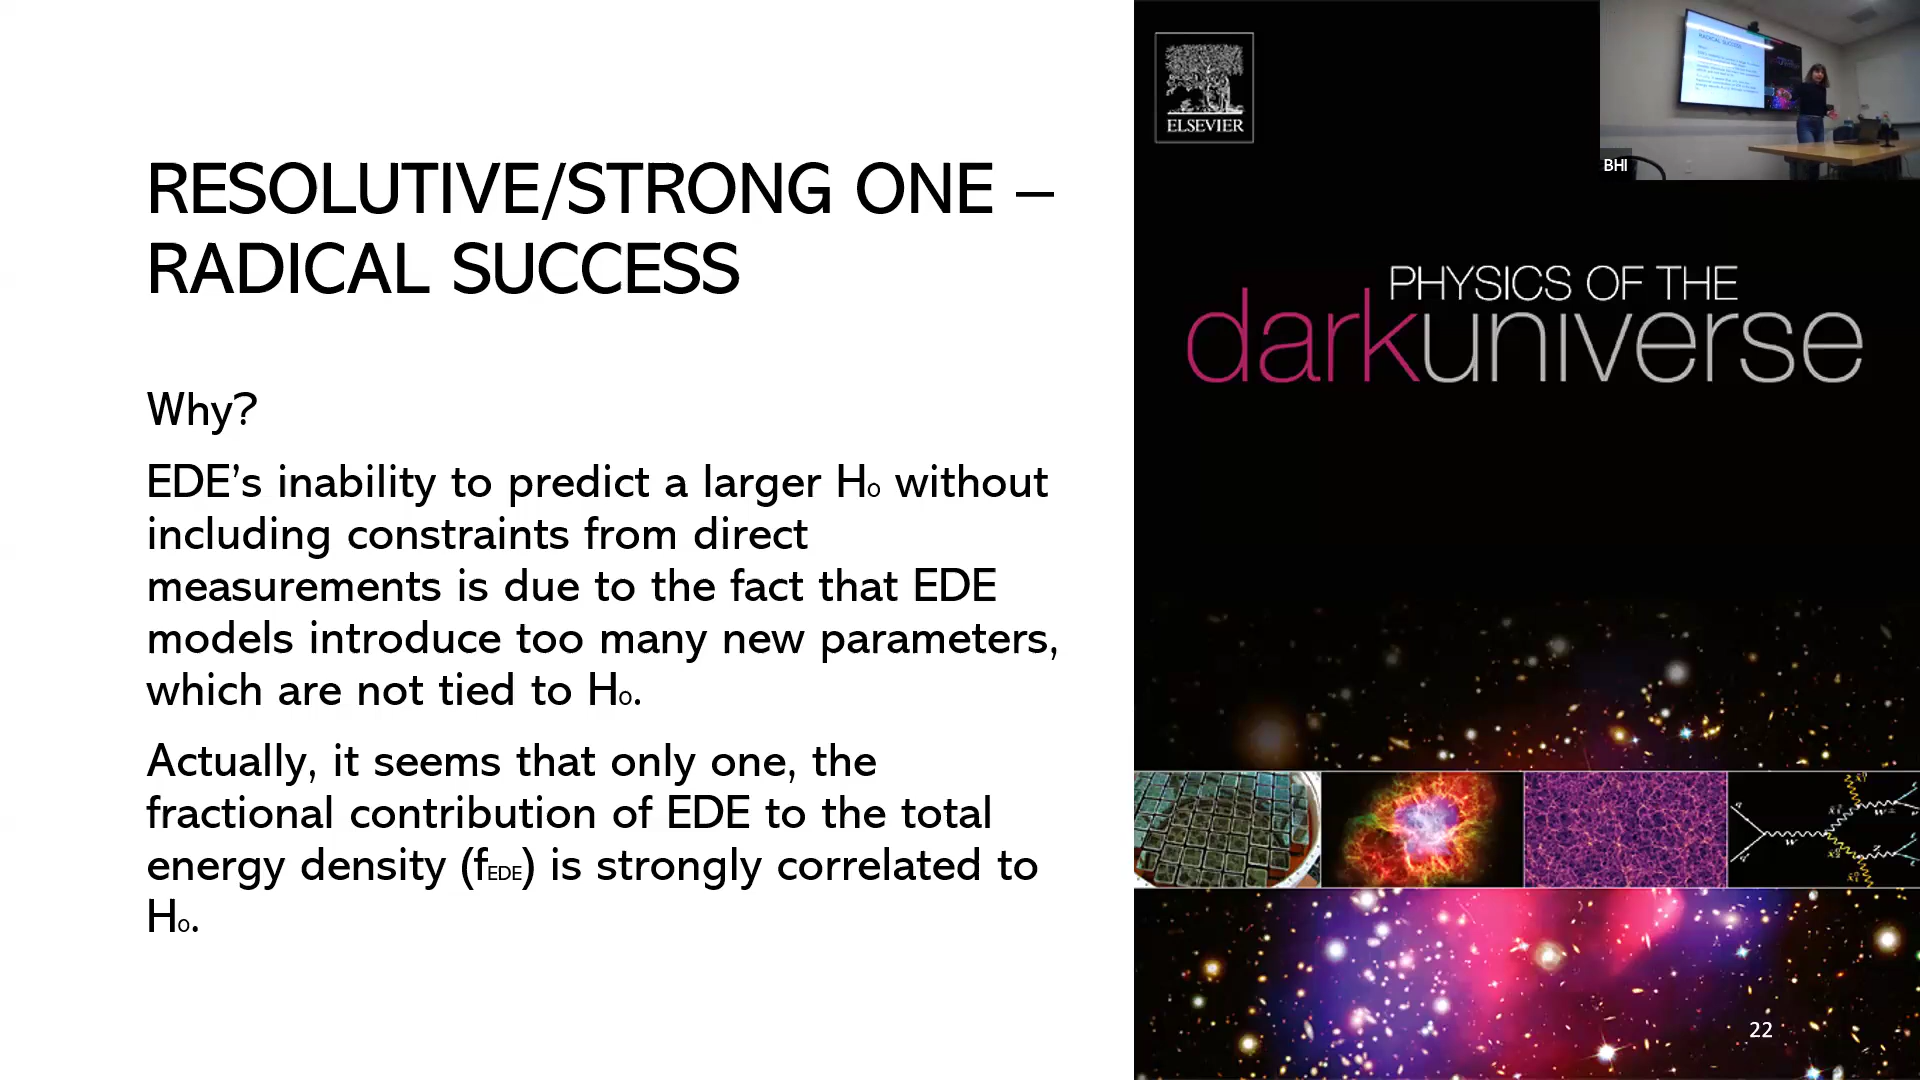 RESOLUTIVE/STRONG ONE –
RADICAL SUCCESS
Why?
EDE’s inability to predict a larger H₀ without
including constraints from direct
measurements is due to the fact that EDE
models introduce too many new parameters,
which are not tied to H₀.
Actually, it seems that only one, the
fractional contribution of EDE to the total
energy density (fEDE) is strongly correlated to
H₀.
ELSEVIER
PHYSICS OF THE
darkuniverse
BHI
RADICAL SUCCESS
22